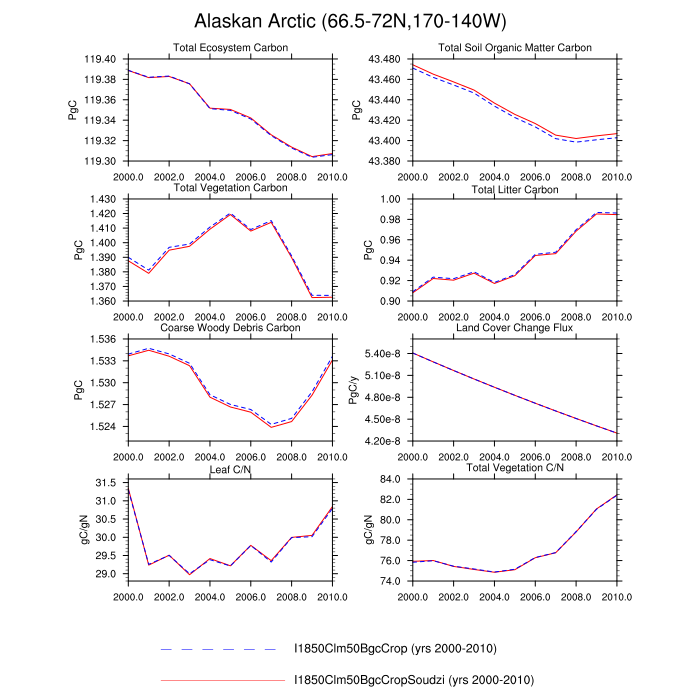 Alaskan Arctic (66.5-72N,170-140W)
Total Ecosystem Carbon
PgC
119.40
119.38
119.36
119.34
119.32
119.30
2000.0 2002.0 2004.0 2006.0 2008.0 2010.0
Total Soil Organic Matter Carbon
PgC
43.480
43.460
43.440
43.420
43.400
43.380
2000.0 2002.0 2004.0 2006.0 2008.0 2010.0
Total Vegetation Carbon
PgC
1.430
1.420
1.410
1.400
1.390
1.380
1.370
1.360
2000.0 2002.0 2004.0 2006.0 2008.0 2010.0
Total Litter Carbon
PgC
1.00
0.98
0.96
0.94
0.92
0.90
2000.0 2002.0 2004.0 2006.0 2008.0 2010.0
Coarse Woody Debris Carbon
PgC
1.536
1.533
1.530
1.527
1.524
2000.0 2002.0 2004.0 2006.0 2008.0 2010.0
Land Cover Change Flux
PgC/y
5.40e-8
5.10e-8
4.80e-8
4.50e-8
4.20e-8
2000.0 2002.0 2004.0 2006.0 2008.0 2010.0
Leaf C/N
gC/gN
31.5
31.0
30.5
30.0
29.5
29.0
2000.0 2002.0 2004.0 2006.0 2008.0 2010.0
Total Vegetation C/N
gC/gN
84.0
82.0
80.0
78.0
76.0
74.0
2000.0 2002.0 2004.0 2006.0 2008.0 2010.0
I1850Clm50BgcCrop (yrs 2000-2010)
I1850Clm50BgcCropSoudzi (yrs 2000-2010)